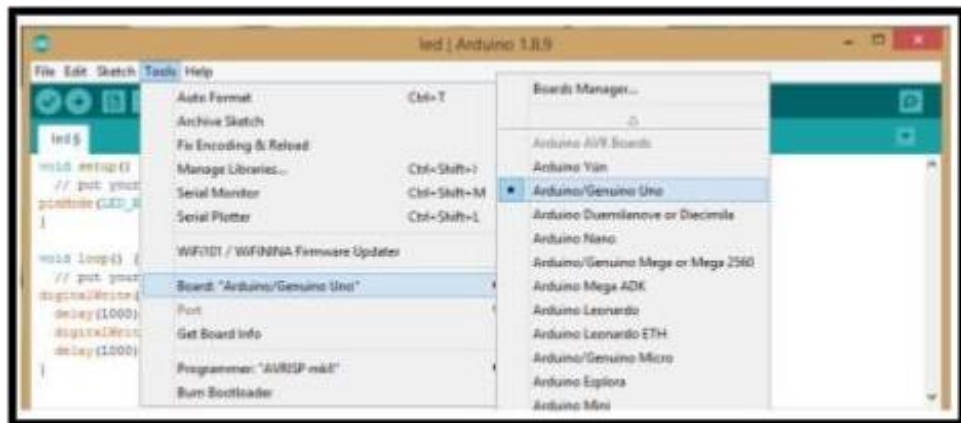 led | Arduino 1.8.9
File Edit Sketch Tools Help
led §
void setup()
// put your
pinMode(LED_B
}
void loop() {
// put your
digitalWrite(
delay(1000)
digitalWrit
delay(1000)
}
Auto Format Ctrl+T
Archive Sketch
Fix Encoding & Reload
Manage Libraries... Ctrl+Shift+I
Serial Monitor Ctrl+Shift+M
Serial Plotter Ctrl+Shift+L
WiFi101 / WiFiNINA Firmware Updater
Board: "Arduino/Genuino Uno"
Port
Get Board Info
Programmer: "AVRISP mkII"
Burn Bootloader
Boards Manager...
Arduino AVR Boards
Arduino Yún
Arduino/Genuino Uno
Arduino Duemilanove or Diecimila
Arduino Nano
Arduino/Genuino Mega or Mega 2560
Arduino Mega ADK
Arduino Leonardo
Arduino Leonardo ETH
Arduino/Genuino Micro
Arduino Esplora
Arduino Mini